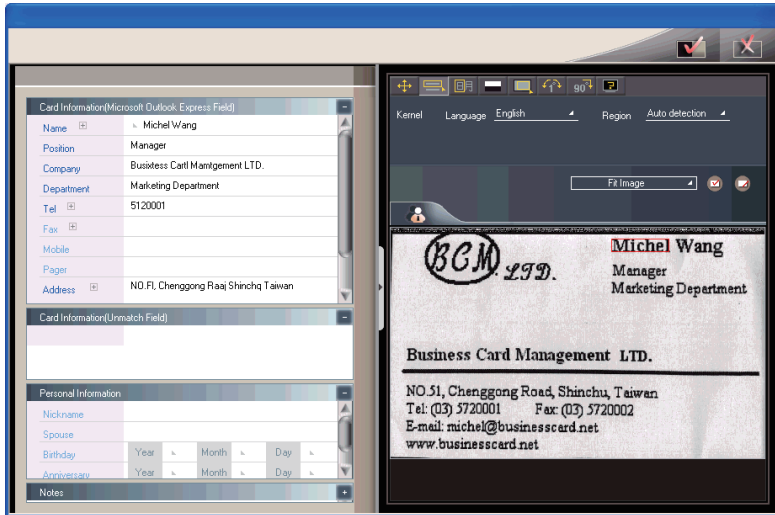 Card Information(Microsoft Outlook Express Field)
Name Michel Wang
Position Manager
Company Busixtess Cartl Mamtgement LTD.
Department Marketing Department
Tel 5120001
Fax
Mobile
Pager
Address NO.Fl, Chenggong Raaj Shinchq Taiwan
Card Information(Unmatch Field)
Personal Information
Nickname
Spouse
Birthday Year Month Day
Anniversary Year Month Day
Notes
90°
Kernel Language English Region Auto detection
Fit Image
BCM. LTD.
Michel Wang
Manager
Marketing Department
Business Card Management LTD.
NO.51, Chenggong Road, Shinchu, Taiwan
Tel: (03) 5720001 Fax: (03) 5720002
E-mail: michel@businesscard.net
www.businesscard.net